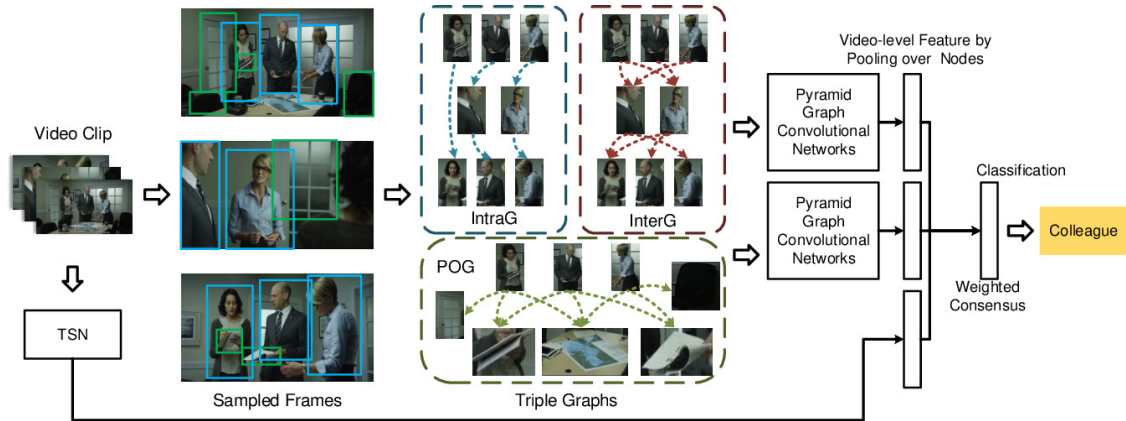 Video Clip
TSN
Sampled Frames
IntraG
InterG
POG
Triple Graphs
Pyramid
Graph
Convolutional
Networks
Pyramid
Graph
Convolutional
Networks
Video-level Feature by
Pooling over Nodes
Classification
Weighted
Consensus
Colleague